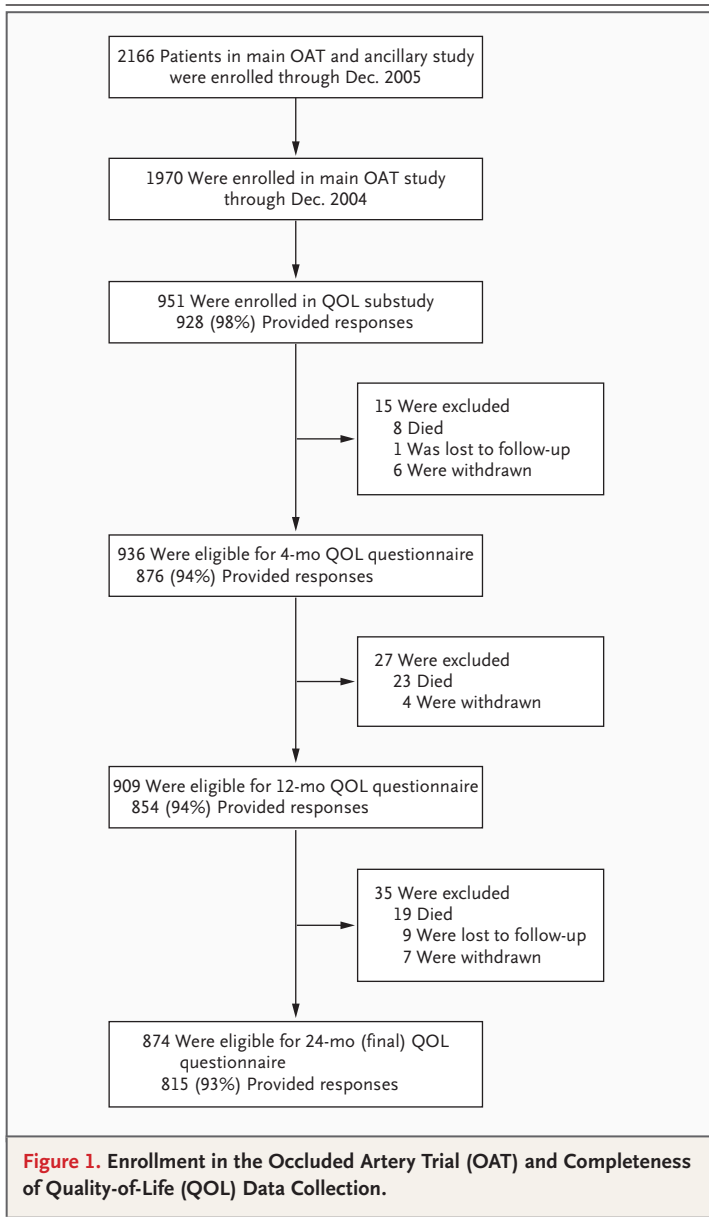 2166 Patients in main OAT and ancillary study
were enrolled through Dec. 2005
1970 Were enrolled in main OAT study
through Dec. 2004
951 Were enrolled in QOL substudy
928 (98%) Provided responses
15 Were excluded
8 Died
1 Was lost to follow-up
6 Were withdrawn
936 Were eligible for 4-mo QOL questionnaire
876 (94%) Provided responses
27 Were excluded
23 Died
4 Were withdrawn
909 Were eligible for 12-mo QOL questionnaire
854 (94%) Provided responses
35 Were excluded
19 Died
9 Were lost to follow-up
7 Were withdrawn
874 Were eligible for 24-mo (final) QOL
questionnaire
815 (93%) Provided responses
Figure 1. Enrollment in the Occluded Artery Trial (OAT) and Completeness
of Quality-of-Life (QOL) Data Collection.